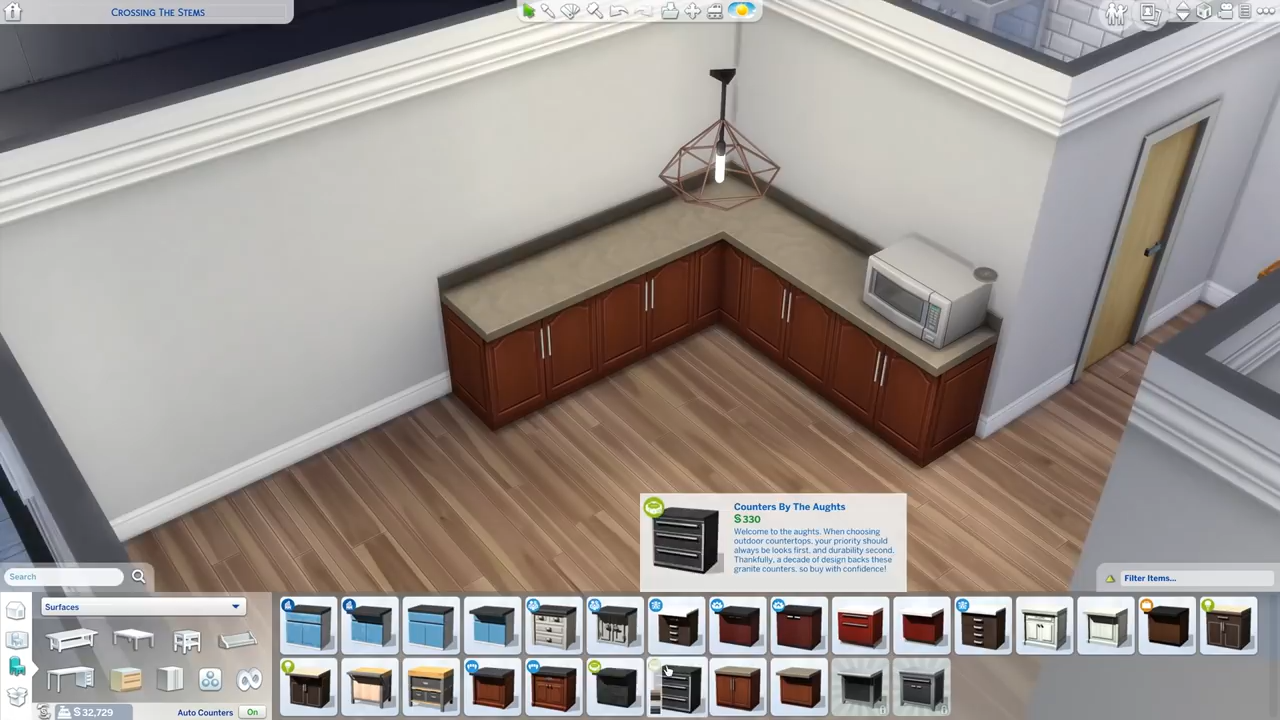 Crossing The Stems
Counters By The Aughts
§330
Welcome to the aughts. When choosing
outdoor countertops, your priority should
always be looks first, and durability second.
Thankfully, a decade of design backs these
granite counters, so buy with confidence!
Search
Filter Items...
Surfaces
§32,729
Auto Counters
On